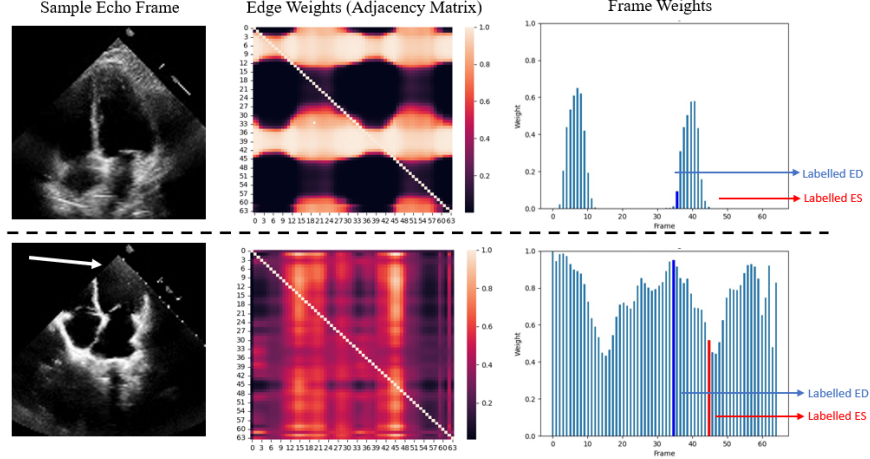 Sample Echo Frame
Edge Weights (Adjacency Matrix)
Frame Weights
0 3 6 9 12 15 18 21 24 27 30 33 36 39 42 45 48 51 54 57 60 63
0 3 6 9 12 15 18 21 24 27 30 33 36 39 42 45 48 51 54 57 60 63
1.0 0.8 0.6 0.4 0.2
1.0 0.8 0.6 0.4 0.2 0.0
Weight
0 10 20 30 40 50 60
Frame
Labelled ED
Labelled ES
0 3 6 9 12 15 18 21 24 27 30 33 36 39 42 45 48 51 54 57 60 63
0 3 6 9 12 15 18 21 24 27 30 33 36 39 42 45 48 51 54 57 60 63
1.0 0.8 0.6 0.4 0.2
1.0 0.8 0.6 0.4 0.2 0.0
Weight
0 10 20 30 40 50 60
Frame
Labelled ED
Labelled ES